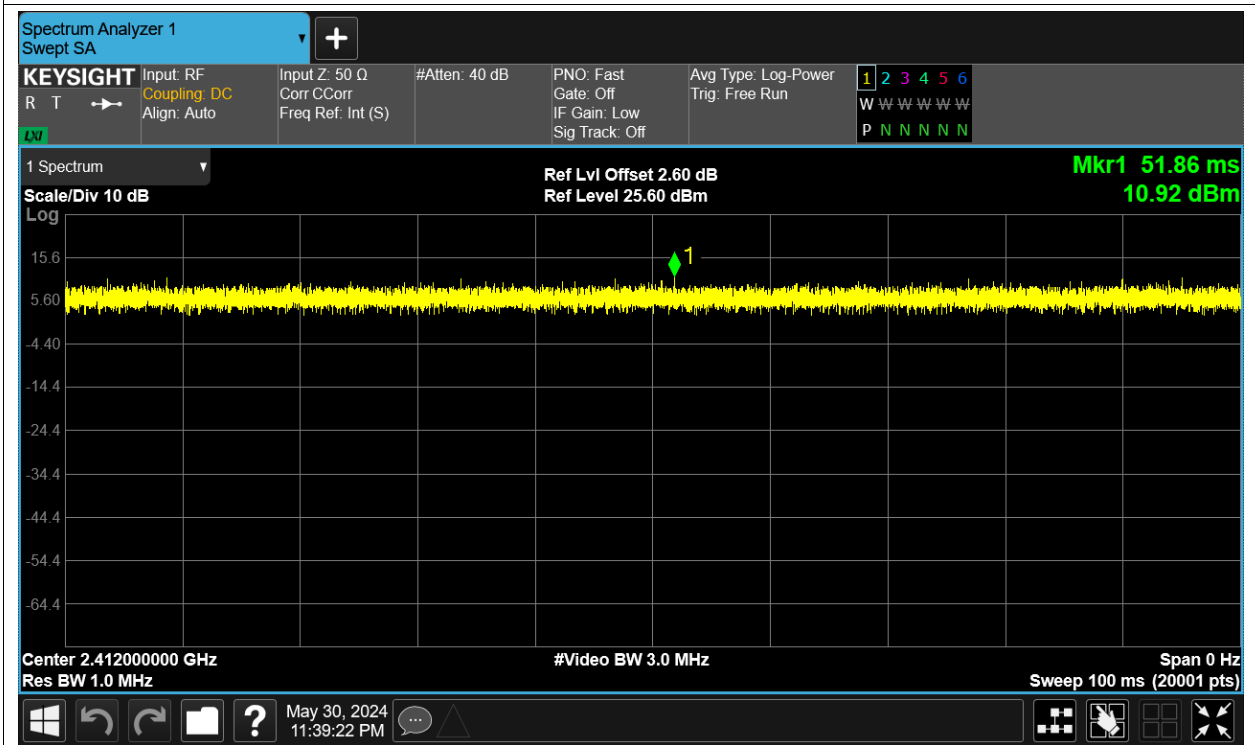 Spectrum Analyzer 1
Swept SA
KEYSIGHT
R T
LXI
Input: RF
Coupling: DC
Align: Auto
Input Z: 50 Ω
Corr CCorr
Freq Ref: Int (S)
#Atten: 40 dB
PNO: Fast
Gate: Off
IF Gain: Low
Sig Track: Off
Avg Type: Log-Power
Trig: Free Run
1 2 3 4 5 6
W W W W W W
P N N N N N
1 Spectrum
Scale/Div 10 dB
Log
Ref Lvl Offset 2.60 dB
Ref Level 25.60 dBm
Mkr1 51.86 ms
10.92 dBm
1
15.6
5.60
-4.40
-14.4
-24.4
-34.4
-44.4
-54.4
-64.4
Center 2.412000000 GHz
Res BW 1.0 MHz
#Video BW 3.0 MHz
Span 0 Hz
Sweep 100 ms (20001 pts)
?
May 30, 2024
11:39:22 PM